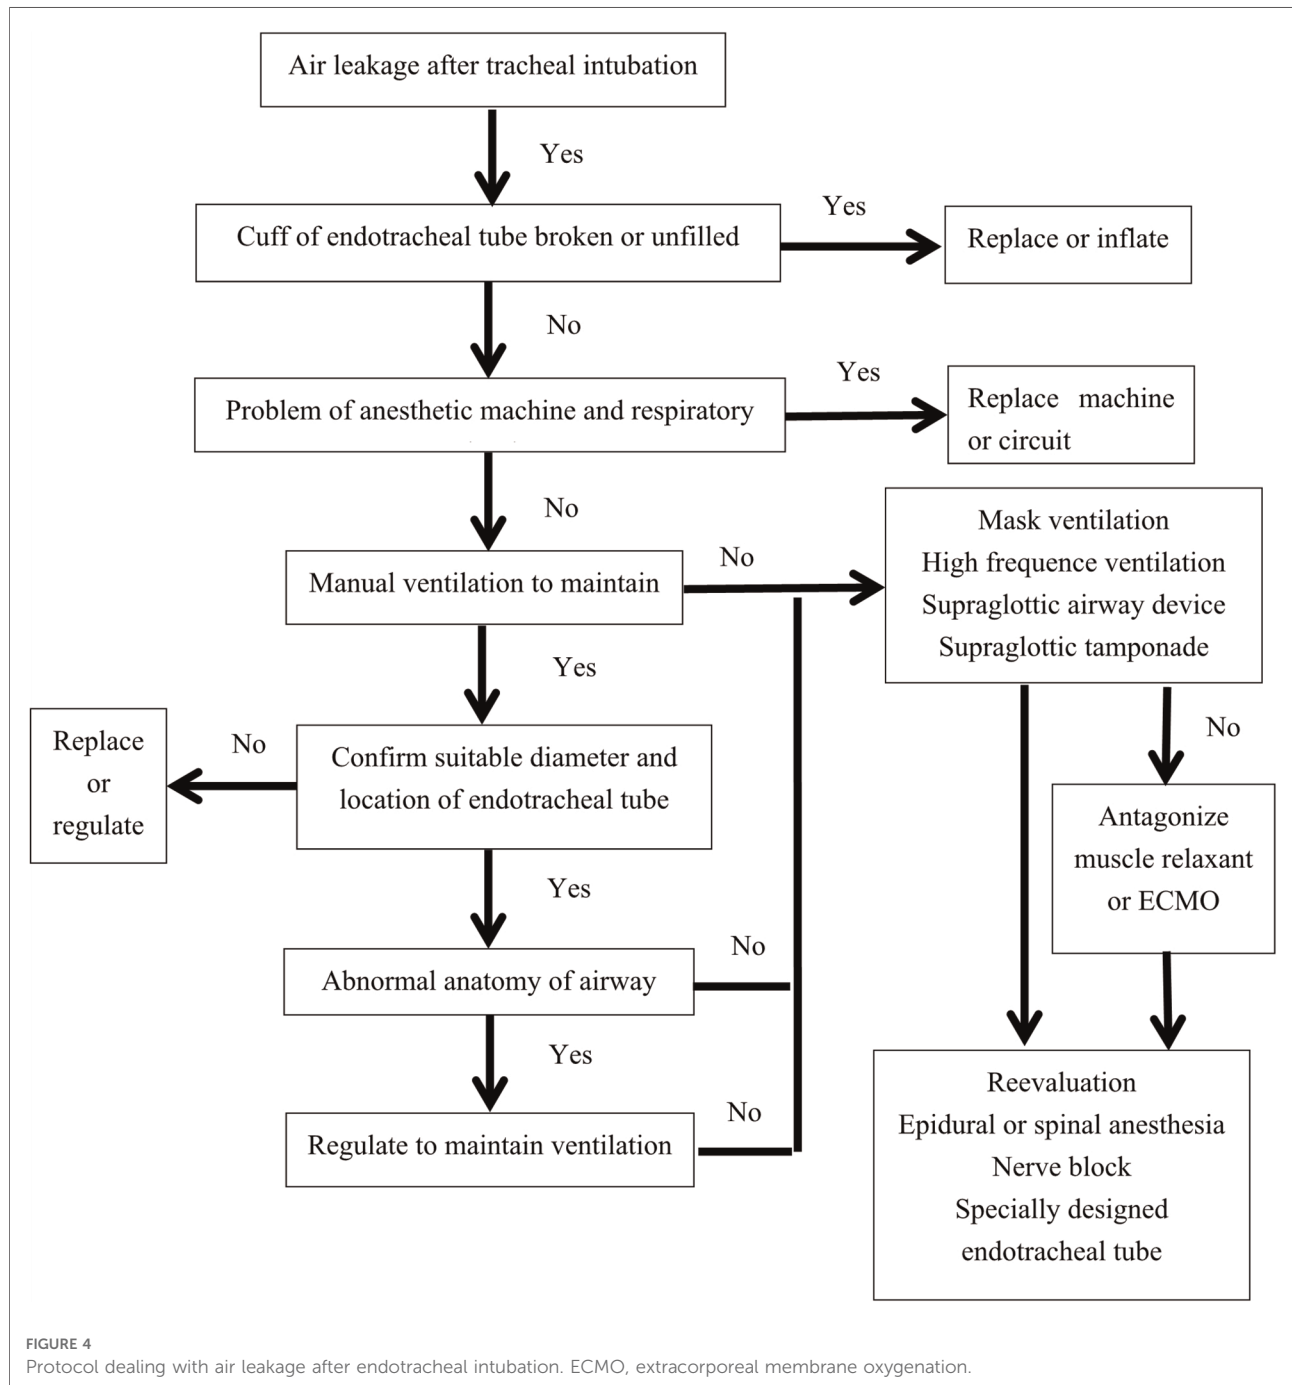 Air leakage after tracheal intubation
Yes
Cuff of endotracheal tube broken or unfilled
Yes
Replace or inflate
No
Problem of anesthetic machine and respiratory
Yes
Replace machine
or circuit
No
Manual ventilation to maintain
No
Mask ventilation
High frequence ventilation
Supraglottic airway device
Supraglottic tamponade
Yes
No
Confirm suitable diameter and
location of endotracheal tube
No
Replace
or
regulate
Antagonize
muscle relaxant
or ECMO
Yes
Abnormal anatomy of airway
No
Yes
Regulate to maintain ventilation
No
Reevaluation
Epidural or spinal anesthesia
Nerve block
Specially designed
endotracheal tube
FIGURE 4
Protocol dealing with air leakage after endotracheal intubation. ECMO, extracorporeal membrane oxygenation.